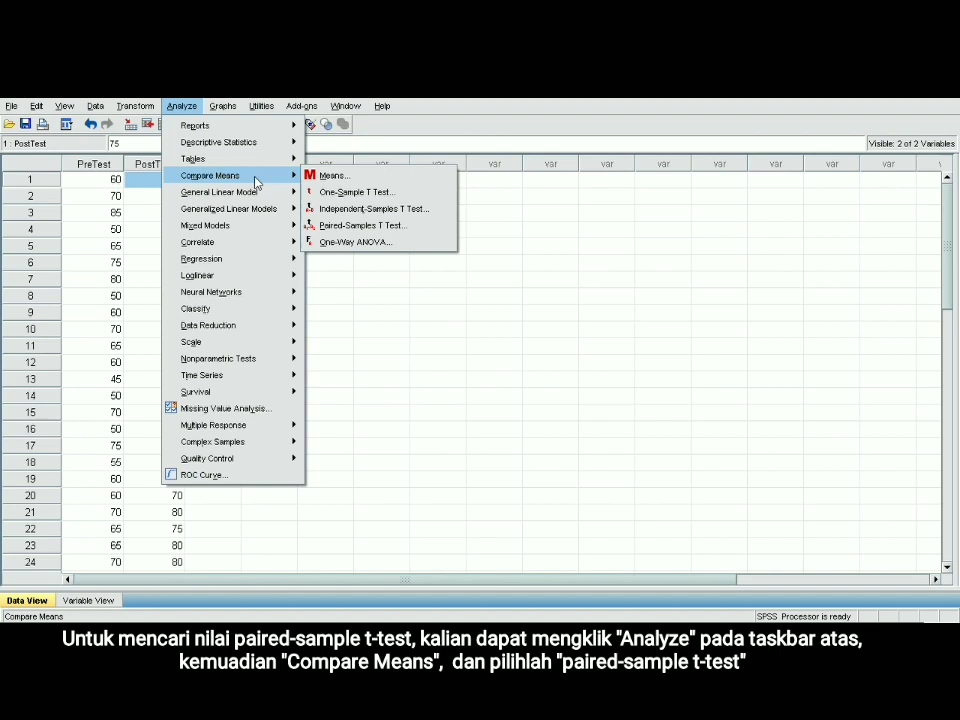 File Edit View Data Transform Analyze Graphs Utilities Add-ons Window Help
1 : PostTest 75 Visible: 2 of 2 Variables
PreTest PostT var var var var var var var var
1 60
2 70
3 85
4 50
5 65
6 75
7 80
8 50
9 60
10 70
11 65
12 60
13 45
14 50
15 70
16 50
17 75
18 55
19 60
20 60 70
21 70 80
22 65 75
23 65 80
24 70 80
Reports
Descriptive Statistics
Tables
Compare Means
General Linear Model
Generalized Linear Models
Mixed Models
Correlate
Regression
Loglinear
Neural Networks
Classify
Data Reduction
Scale
Nonparametric Tests
Time Series
Survival
Missing Value Analysis...
Multiple Response
Complex Samples
Quality Control
ROC Curve...
M Means...
t One-Sample T Test...
Independent-Samples T Test...
Paired-Samples T Test...
F One-Way ANOVA...
Data View Variable View
Compare Means SPSS Processor is ready
Untuk mencari nilai paired-sample t-test, kalian dapat mengklik "Analyze" pada taskbar atas,
kemuadian "Compare Means", dan pilihlah "paired-sample t-test"